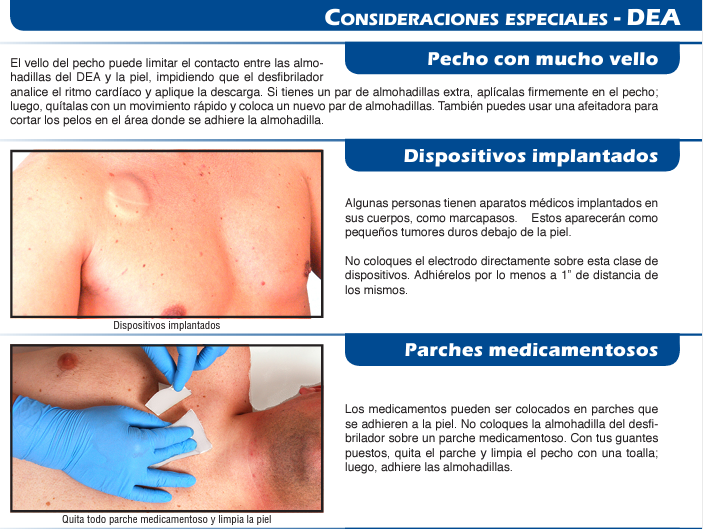 CONSIDERACIONES ESPECIALES - DEA
Pecho con mucho vello
El vello del pecho puede limitar el contacto entre las almo-
hadillas del DEA y la piel, impidiendo que el desfibrilador
analice el ritmo cardíaco y aplique la descarga. Si tienes un par de almohadillas extra, aplícalas firmemente en el pecho;
luego, quítalas con un movimiento rápido y coloca un nuevo par de almohadillas. También puedes usar una afeitadora para
cortar los pelos en el área donde se adhiere la almohadilla.
Dispositivos implantados
Algunas personas tienen aparatos médicos implantados en
sus cuerpos, como marcapasos. Estos aparecerán como
pequeños tumores duros debajo de la piel.
No coloques el electrodo directamente sobre esta clase de
dispositivos. Adhiérelos por lo menos a 1" de distancia de
los mismos.
Dispositivos implantados
Parches medicamentosos
Los medicamentos pueden ser colocados en parches que
se adhieren a la piel. No coloques la almohadilla del desfi-
brilador sobre un parche medicamentoso. Con tus guantes
puestos, quita el parche y limpia el pecho con una toalla;
luego, adhiere las almohadillas.
Quita todo parche medicamentoso y limpia la piel